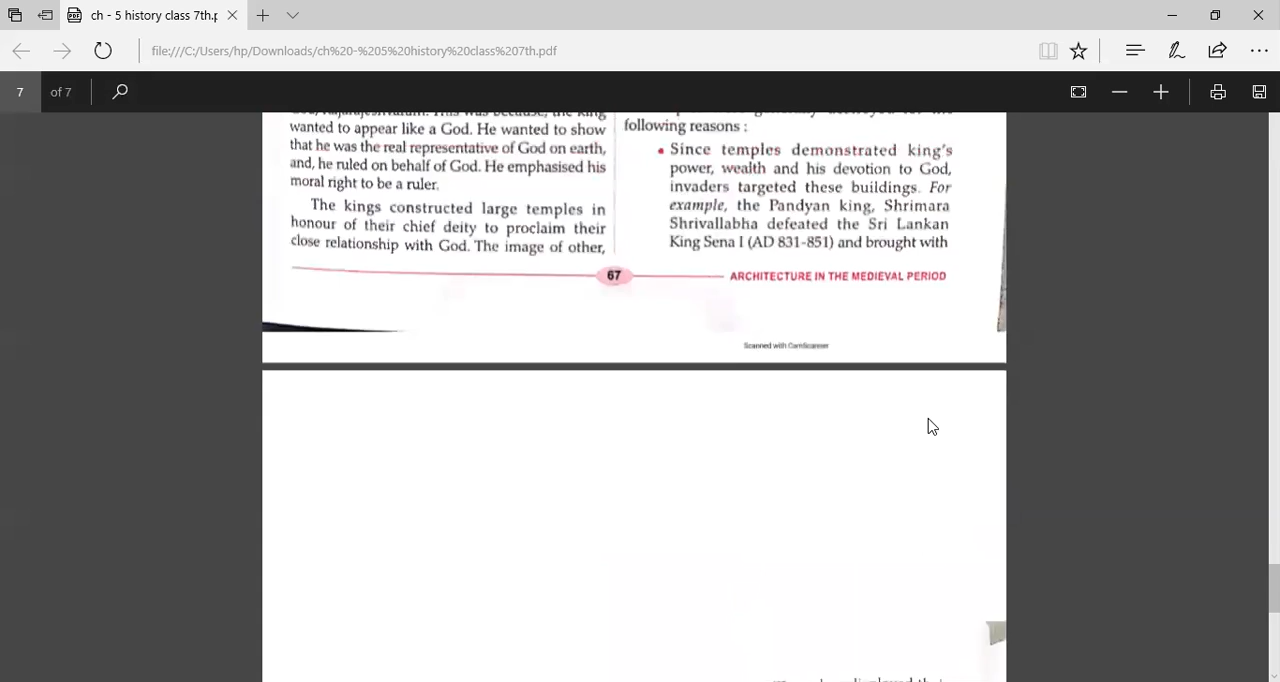 ch - 5 history class 7th.p
file:///C:/Users/hp/Downloads/ch%20-%205%20history%20class%207th.pdf
7 of 7
wanted to appear like a God. He wanted to show
that he was the real representative of God on earth,
and, he ruled on behalf of God. He emphasised his
moral right to be a ruler.
The kings constructed large temples in
honour of their chief deity to proclaim their
close relationship with God. The image of other,
following reasons :
• Since temples demonstrated king's
power, wealth and his devotion to God,
invaders targeted these buildings. For
example, the Pandyan king, Shrimara
Shrivallabha defeated the Sri Lankan
King Sena I (AD 831-851) and brought with
67
ARCHITECTURE IN THE MEDIEVAL PERIOD
Scanned with CamScanner